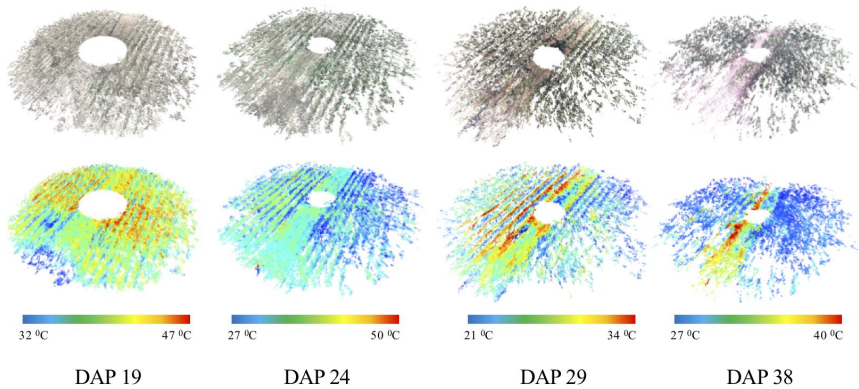 32 ⁰C 47 ⁰C 27 ⁰C 50 ⁰C 21 ⁰C 34 ⁰C 27 ⁰C 40 ⁰C
DAP 19 DAP 24 DAP 29 DAP 38